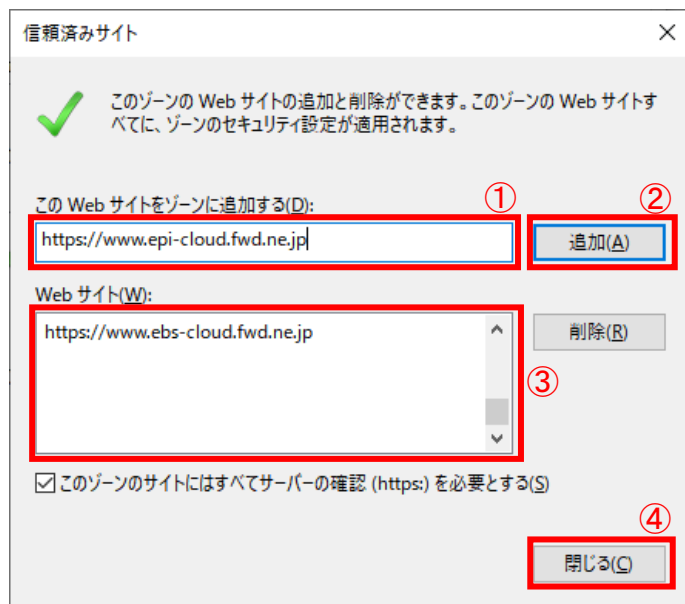 信頼済みサイト
このゾーンの Web サイトの追加と削除ができます。このゾーンの Web サイトす
べてに、ゾーンのセキュリティ設定が適用されます。
①
②
この Web サイトをゾーンに追加する(D):
https://www.epi-cloud.fwd.ne.jp
追加(A)
Web サイト(W):
https://www.ebs-cloud.fwd.ne.jp
削除(R)
③
このゾーンのサイトにはすべてサーバーの確認 (https:) を必要とする(S)
④
閉じる(C)